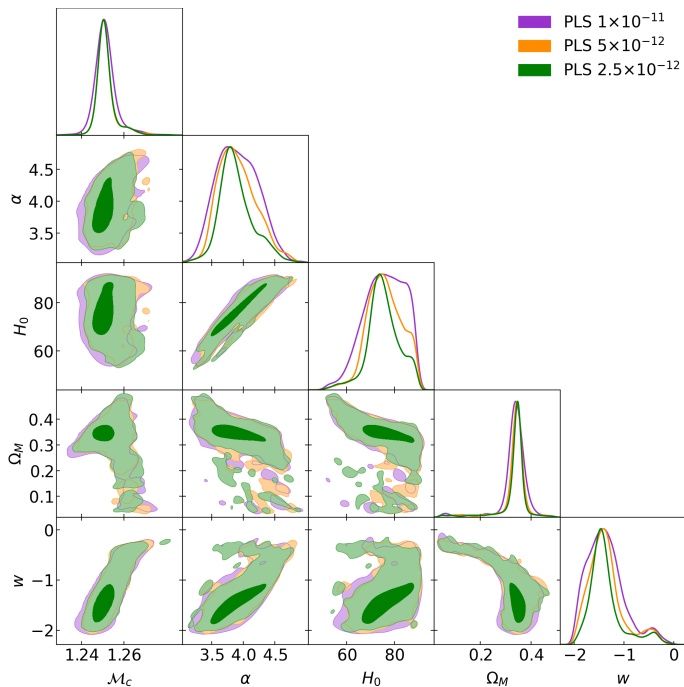 PLS 1×10⁻¹¹
PLS 5×10⁻¹²
PLS 2.5×10⁻¹²
α
4.5
4.0
3.5
H₀
80
60
Ω_M
0.4
0.3
0.2
0.1
w
0
−1
−2
1.24 1.26 3.5 4.0 4.5 60 80 0.2 0.4 −2 −1 0
ℳ_c α H₀ Ω_M w